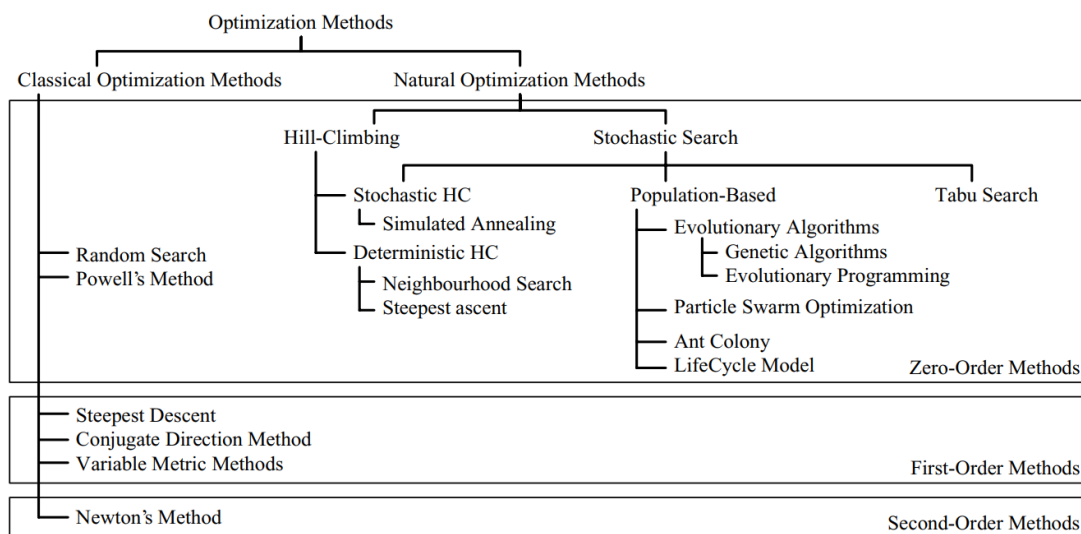 Optimization Methods
Classical Optimization Methods
Natural Optimization Methods
Hill-Climbing
Stochastic Search
Stochastic HC
Population-Based
Tabu Search
Simulated Annealing
Evolutionary Algorithms
Random Search
Deterministic HC
Genetic Algorithms
Powell's Method
Neighbourhood Search
Evolutionary Programming
Steepest ascent
Particle Swarm Optimization
Ant Colony
LifeCycle Model
Zero-Order Methods
Steepest Descent
Conjugate Direction Method
Variable Metric Methods
First-Order Methods
Newton's Method
Second-Order Methods